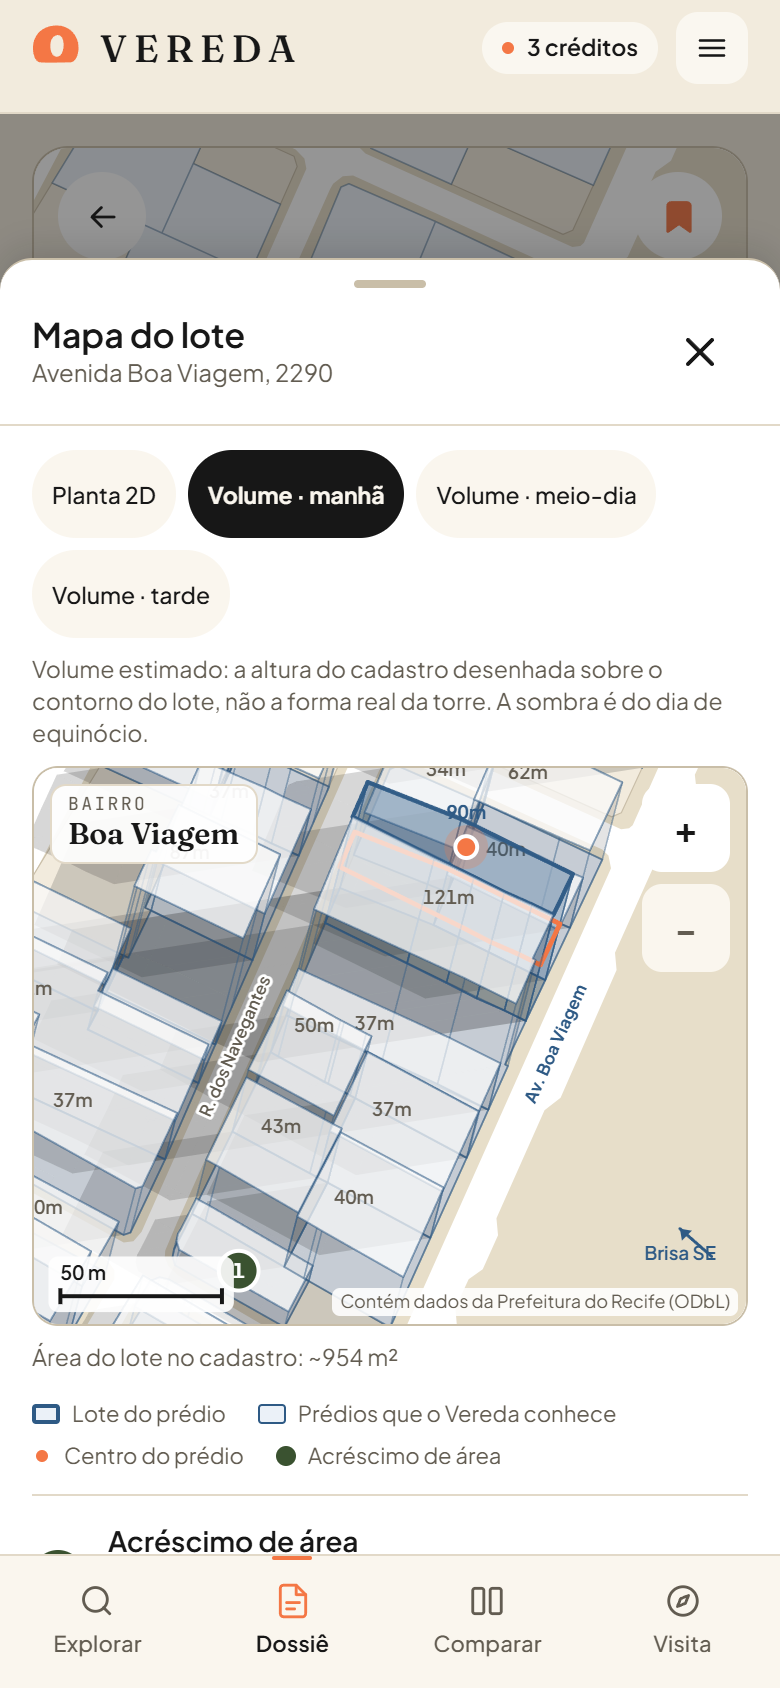 VEREDA
3 créditos
Mapa do lote
Avenida Boa Viagem, 2290
Planta 2D
Volume · manhã
Volume · meio-dia
Volume · tarde
Volume estimado: a altura do cadastro desenhada sobre o
contorno do lote, não a forma real da torre. A sombra é do dia de
equinócio.
34m
62m
BAIRRO
Boa Viagem
90m
40m
121m
+
−
m
50m
37m
R. dos Navegantes
Av. Boa Viagem
37m
37m
43m
40m
0m
Brisa SE
50 m
1
Contém dados da Prefeitura do Recife (ODbL)
Área do lote no cadastro: ~954 m²
Lote do prédio
Prédios que o Vereda conhece
Centro do prédio
Acréscimo de área
Acréscimo de área
Explorar
Dossiê
Comparar
Visita